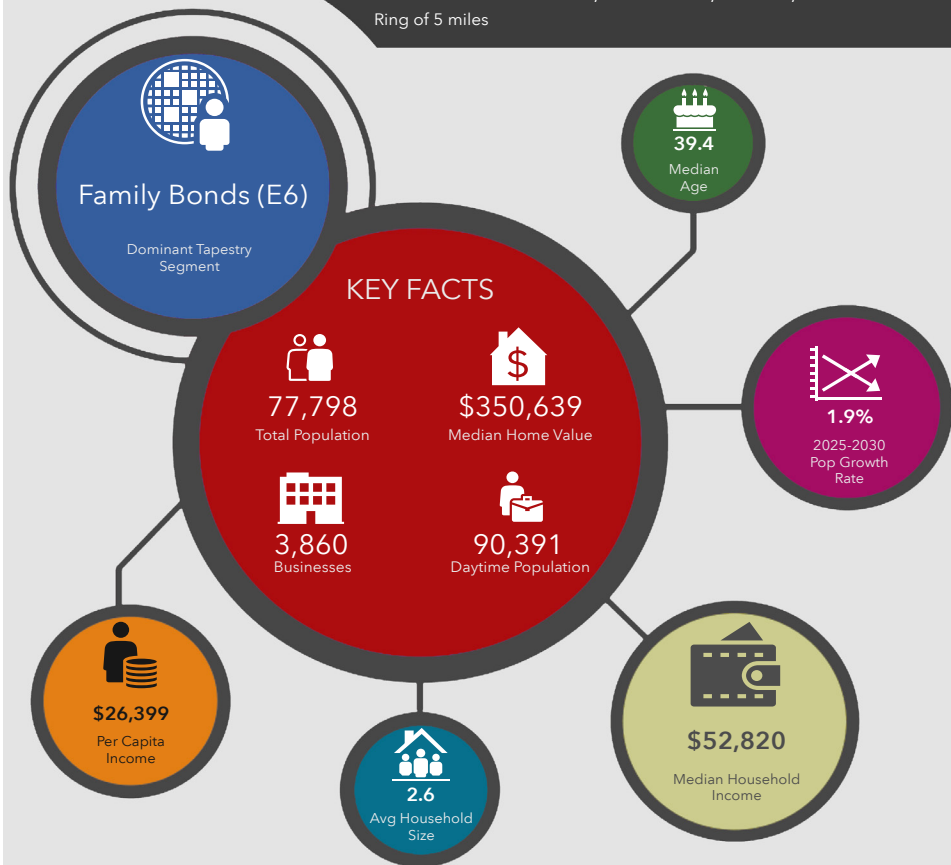 Ring of 5 miles
Family Bonds (E6)
Dominant Tapestry
Segment
39.4
Median
Age
KEY FACTS
77,798
Total Population
$350,639
Median Home Value
3,860
Businesses
90,391
Daytime Population
1.9%
2025-2030
Pop Growth
Rate
$26,399
Per Capita
Income
2.6
Avg Household
Size
$52,820
Median Household
Income